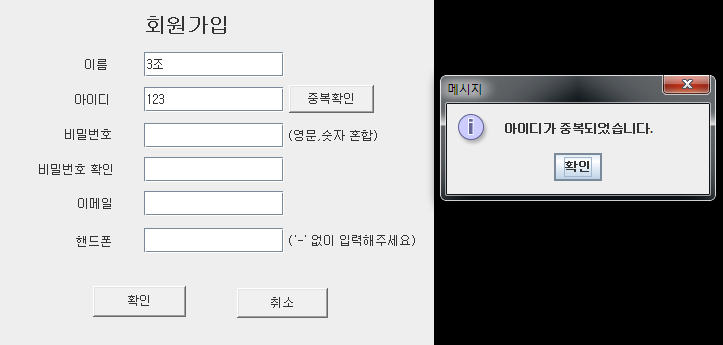 회원가입
이름 3조
아이디 123 중복확인
비밀번호 (영문,숫자 혼합)
비밀번호 확인
이메일
핸드폰 ('-' 없이 입력해주세요)
확인 취소
메시지
아이디가 중복되었습니다.
확인